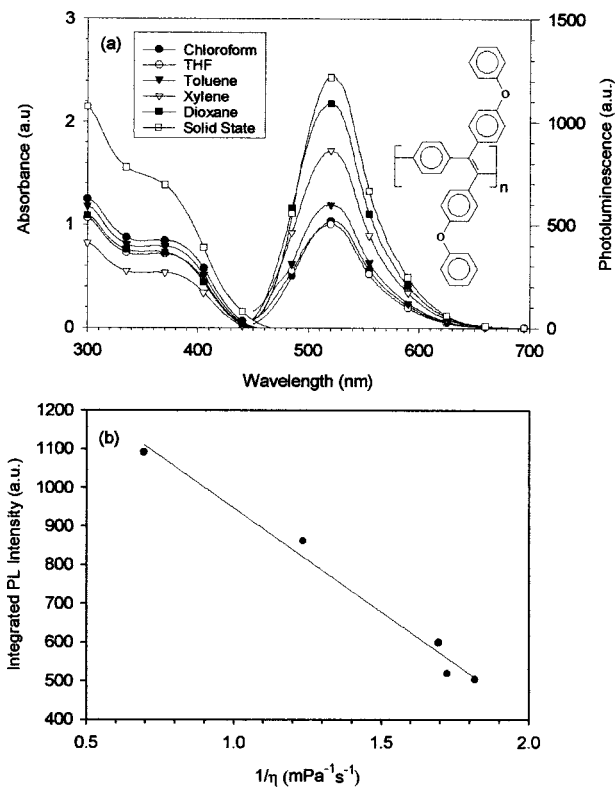 (a)
Chloroform
THF
Toluene
Xylene
Dioxane
Solid State
Absorbance (a.u)
3
2
1
0
Photoluminescence (a.u.)
1500
1000
500
0
O
O
n
300
400
500
600
700
Wavelength (nm)
(b)
Integrated PL Intensity (a.u.)
1200
1100
1000
900
800
700
600
500
400
0.5
1.0
1.5
2.0
1/η (mPa⁻¹s⁻¹)